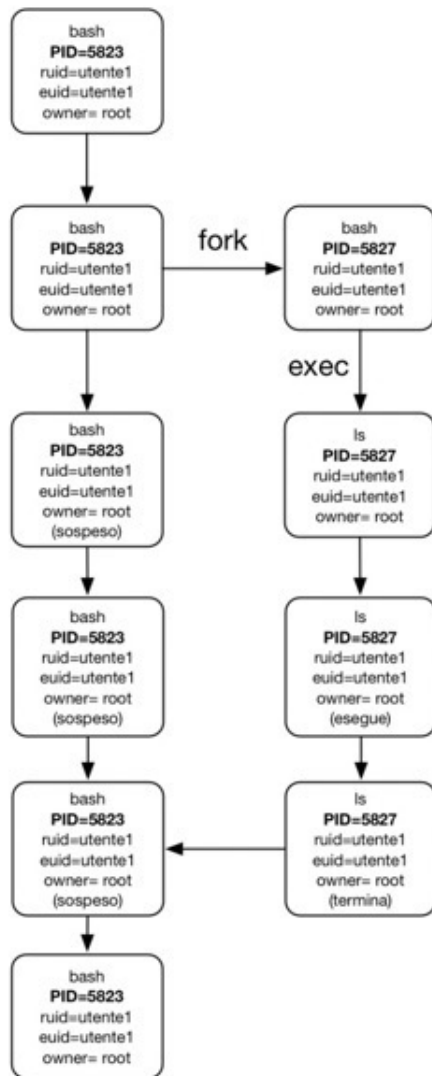 bash
PID=5823
ruid=utente1
euid=utente1
owner= root
bash
PID=5823
ruid=utente1
euid=utente1
owner= root
fork
bash
PID=5827
ruid=utente1
euid=utente1
owner= root
exec
bash
PID=5823
ruid=utente1
euid=utente1
owner= root
(sospeso)
ls
PID=5827
ruid=utente1
euid=utente1
owner= root
bash
PID=5823
ruid=utente1
euid=utente1
owner= root
(sospeso)
ls
PID=5827
ruid=utente1
euid=utente1
owner= root
(esegue)
bash
PID=5823
ruid=utente1
euid=utente1
owner= root
(sospeso)
ls
PID=5827
ruid=utente1
euid=utente1
owner= root
(termina)
bash
PID=5823
ruid=utente1
euid=utente1
owner= root